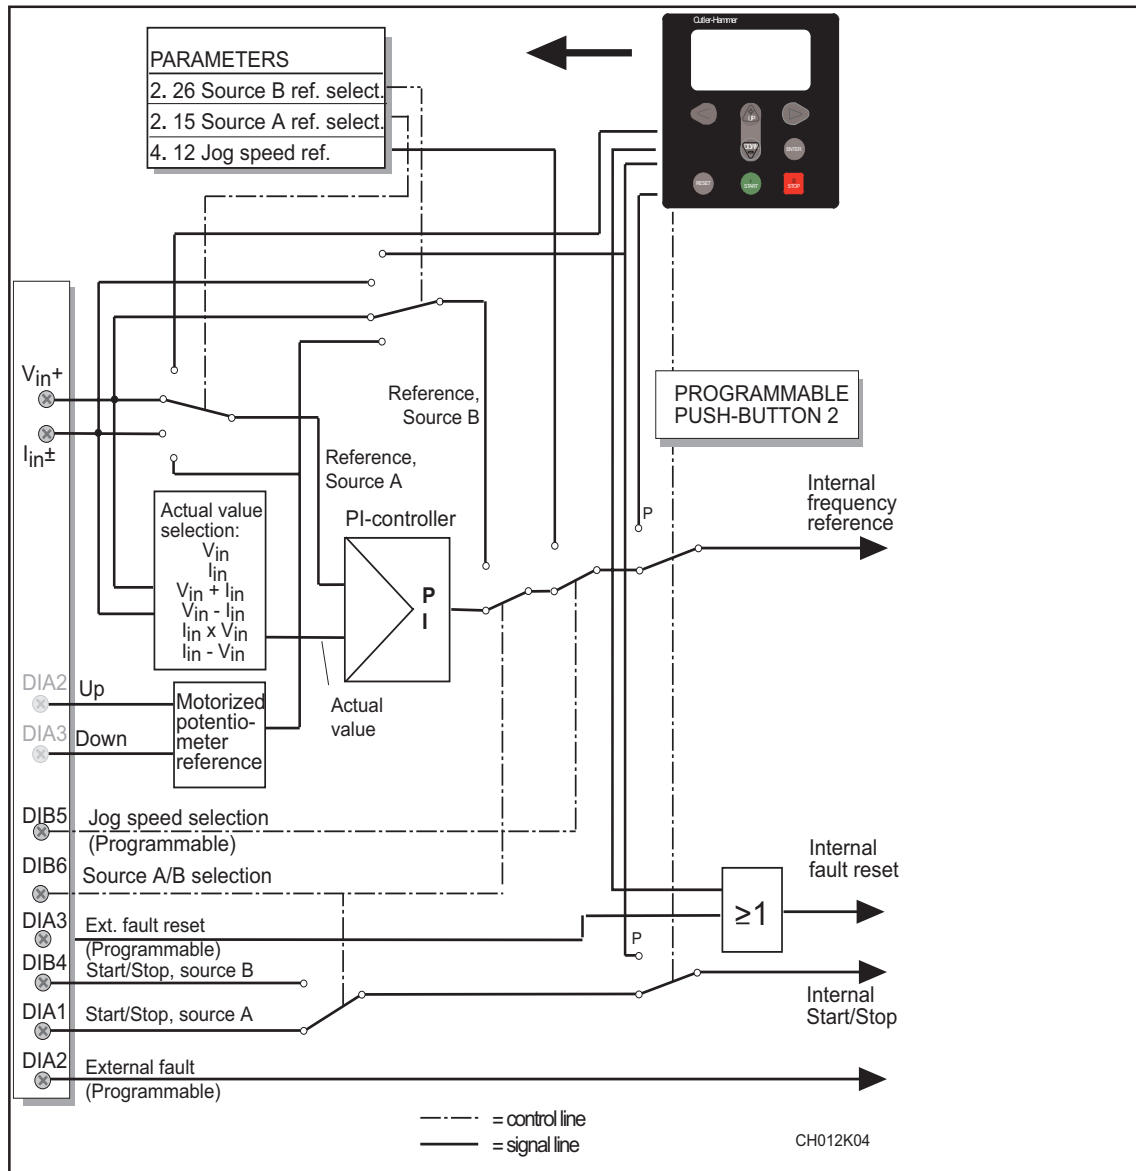 Cutler-Hammer
PARAMETERS
2. 26 Source B ref. select.
2. 15 Source A ref. select.
4. 12 Jog speed ref.
UP
DOWN
ENTER
RESET
START
STOP
Vin+
Iin±
Reference,
Source B
Reference,
Source A
PROGRAMMABLE
PUSH-BUTTON 2
Actual value
selection:
Vin
Iin
Vin + Iin
Vin - Iin
Iin x Vin
Iin - Vin
PI-controller
P
I
P
Internal
frequency
reference
DIA2
Up
DIA3
Down
Motorized
potentio-
meter
reference
Actual
value
DIB5
Jog speed selection
(Programmable)
DIB6
Source A/B selection
Internal
fault reset
≥1
DIA3
Ext. fault reset
(Programmable)
P
DIB4
Start/Stop, source B
DIA1
Start/Stop, source A
Internal
Start/Stop
DIA2
External fault
(Programmable)
= control line
= signal line
CH012K04